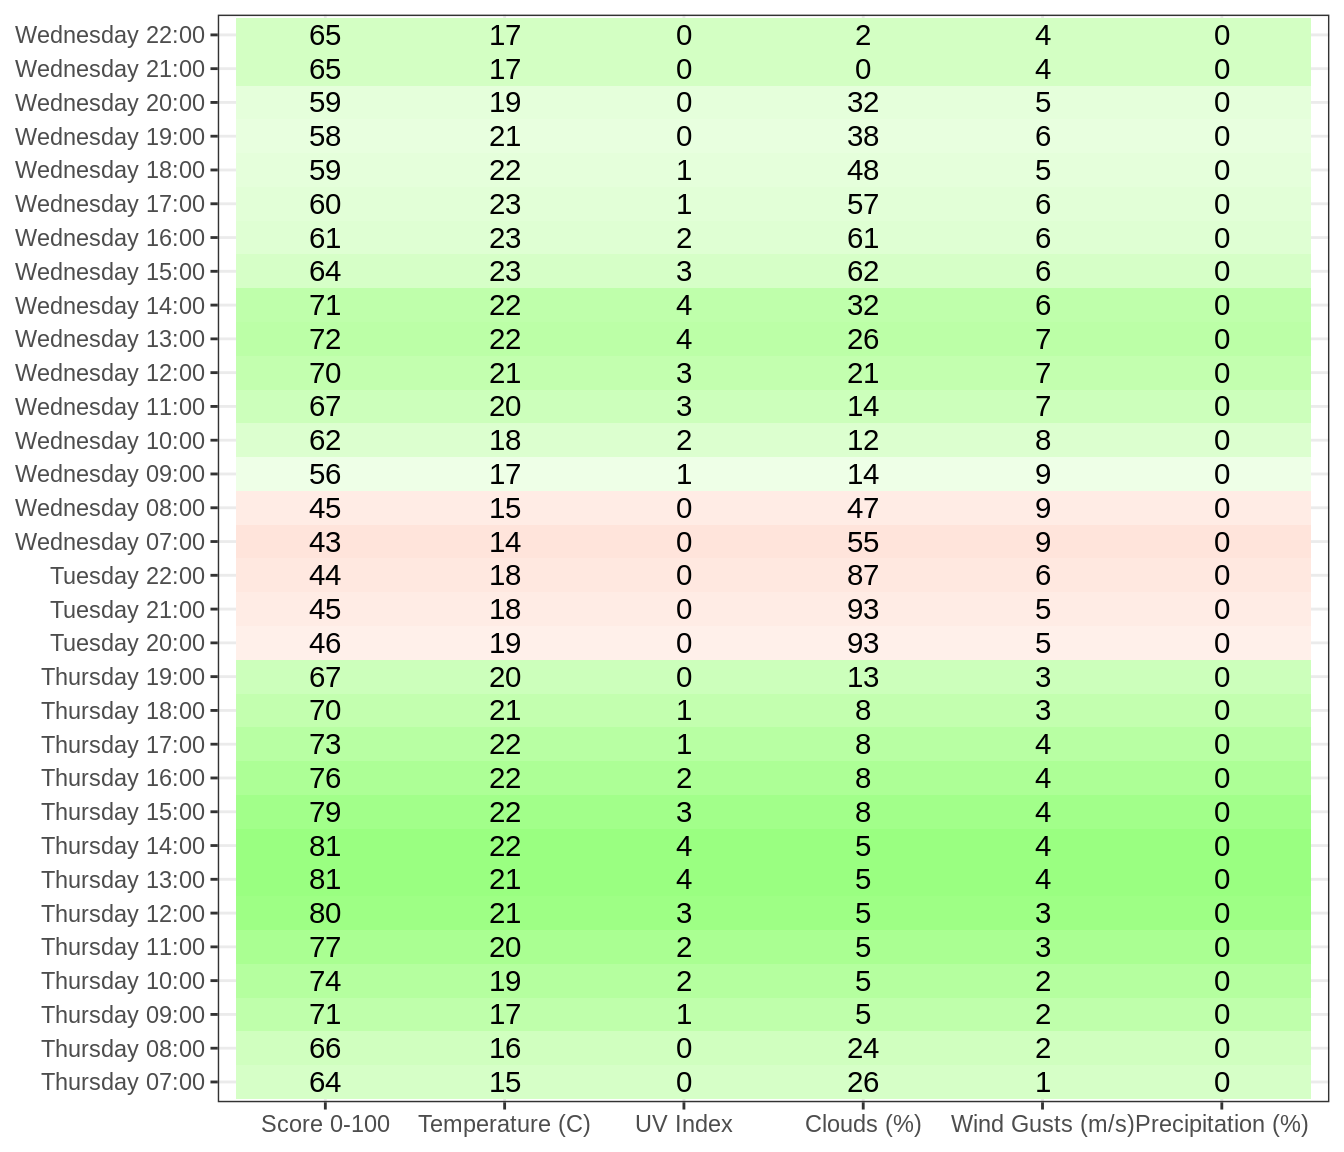 Wednesday 22:00 65 17 0 2 4 0
Wednesday 21:00 65 17 0 0 4 0
Wednesday 20:00 59 19 0 32 5 0
Wednesday 19:00 58 21 0 38 6 0
Wednesday 18:00 59 22 1 48 5 0
Wednesday 17:00 60 23 1 57 6 0
Wednesday 16:00 61 23 2 61 6 0
Wednesday 15:00 64 23 3 62 6 0
Wednesday 14:00 71 22 4 32 6 0
Wednesday 13:00 72 22 4 26 7 0
Wednesday 12:00 70 21 3 21 7 0
Wednesday 11:00 67 20 3 14 7 0
Wednesday 10:00 62 18 2 12 8 0
Wednesday 09:00 56 17 1 14 9 0
Wednesday 08:00 45 15 0 47 9 0
Wednesday 07:00 43 14 0 55 9 0
Tuesday 22:00 44 18 0 87 6 0
Tuesday 21:00 45 18 0 93 5 0
Tuesday 20:00 46 19 0 93 5 0
Thursday 19:00 67 20 0 13 3 0
Thursday 18:00 70 21 1 8 3 0
Thursday 17:00 73 22 1 8 4 0
Thursday 16:00 76 22 2 8 4 0
Thursday 15:00 79 22 3 8 4 0
Thursday 14:00 81 22 4 5 4 0
Thursday 13:00 81 21 4 5 4 0
Thursday 12:00 80 21 3 5 3 0
Thursday 11:00 77 20 2 5 3 0
Thursday 10:00 74 19 2 5 2 0
Thursday 09:00 71 17 1 5 2 0
Thursday 08:00 66 16 0 24 2 0
Thursday 07:00 64 15 0 26 1 0
Score 0-100 Temperature (C) UV Index Clouds (%) Wind Gusts (m/s) Precipitation (%)